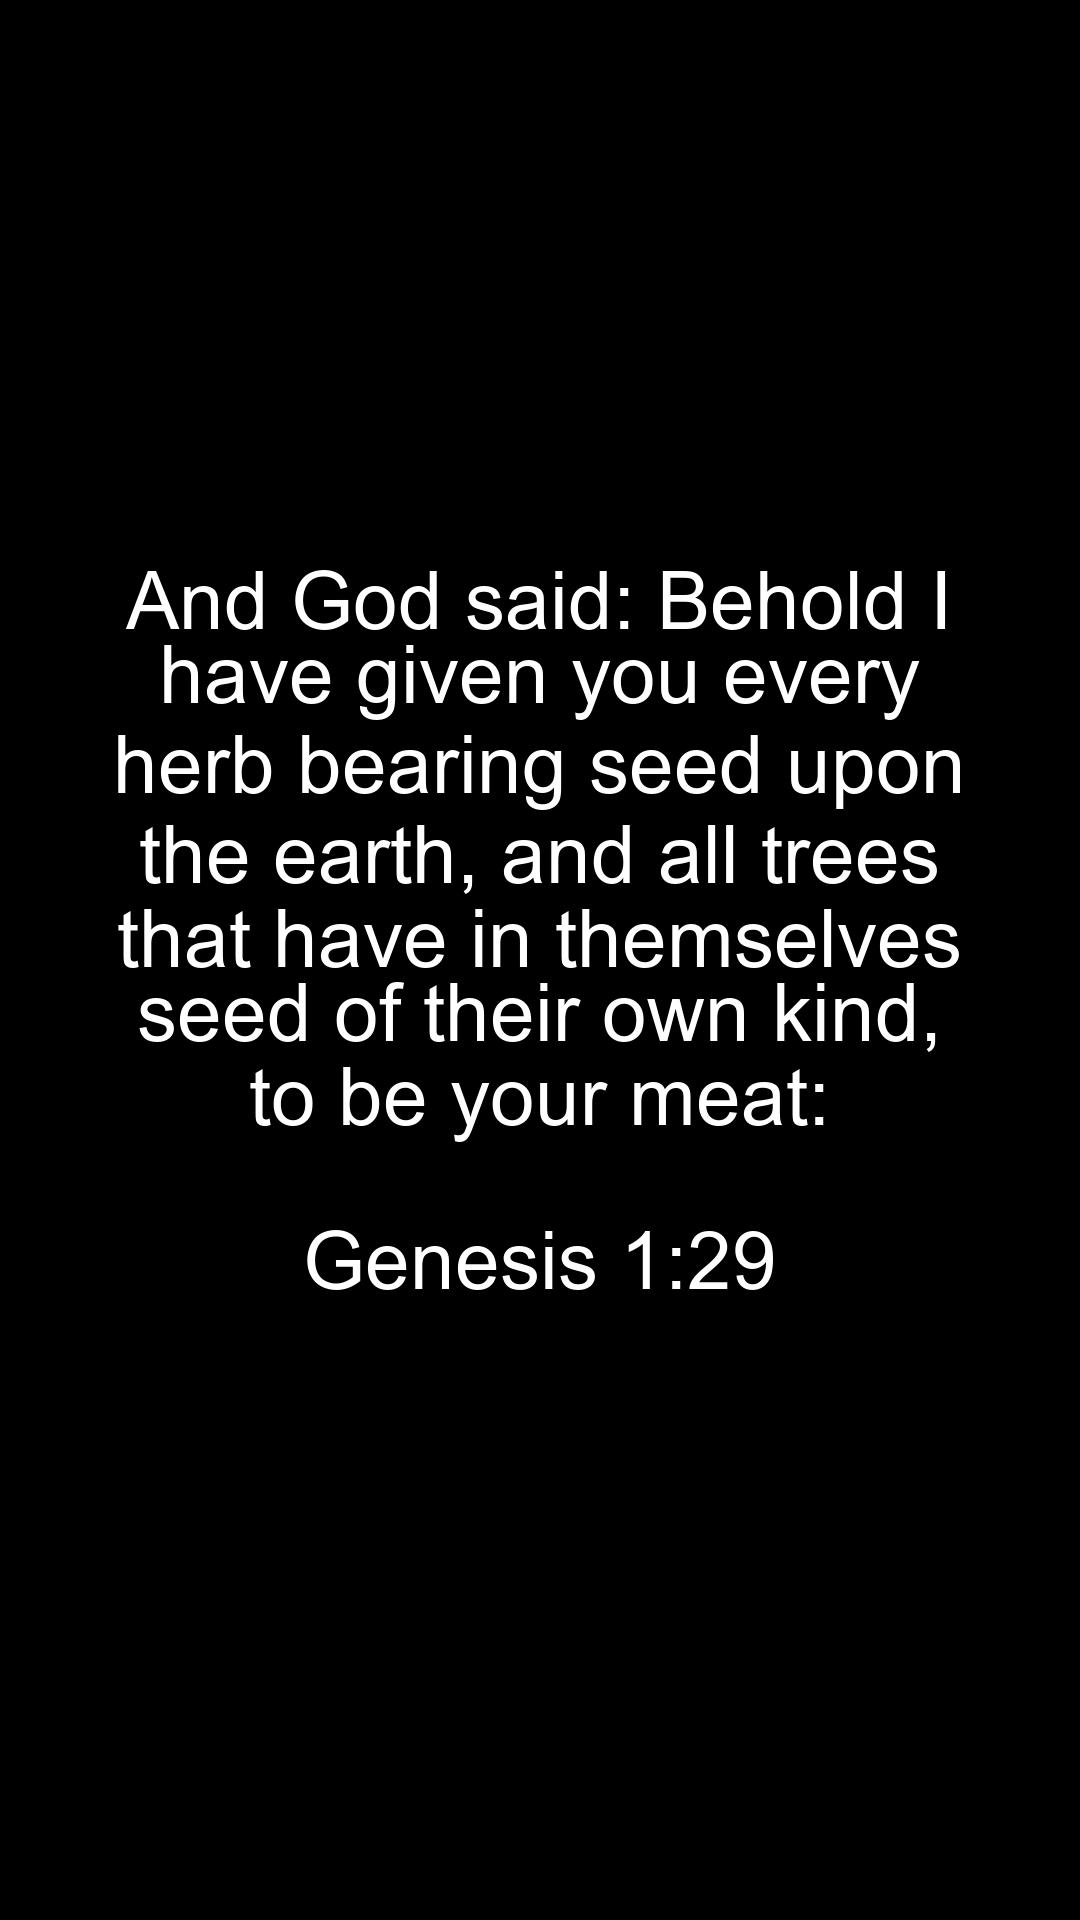 And God said: Behold I
have given you every
herb bearing seed upon
the earth, and all trees
that have in themselves
seed of their own kind,
to be your meat:
Genesis 1:29